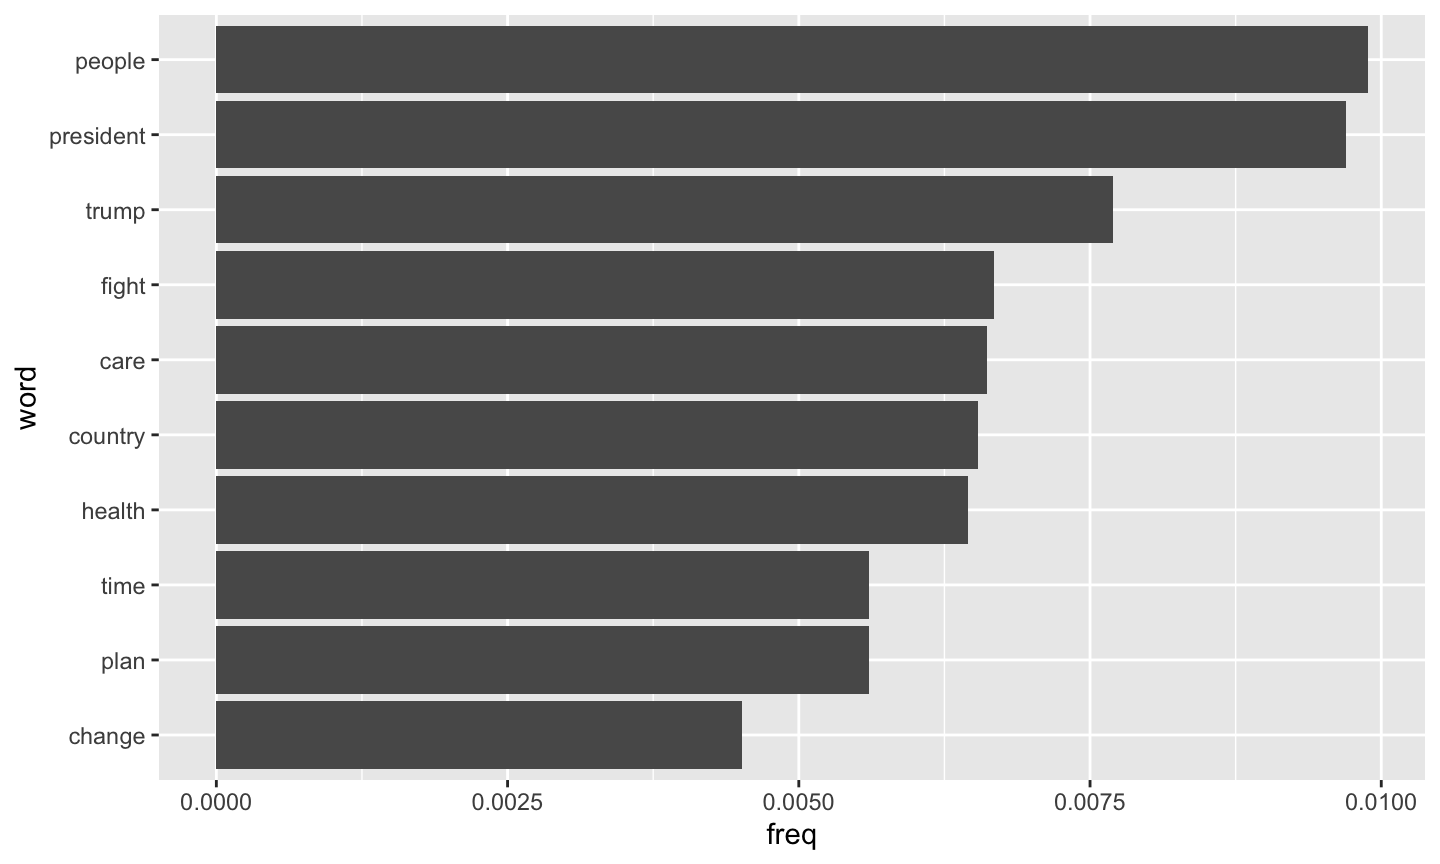 people
president
trump
fight
care
country
health
time
plan
change
word
0.0000 0.0025 0.0050 0.0075 0.0100
freq